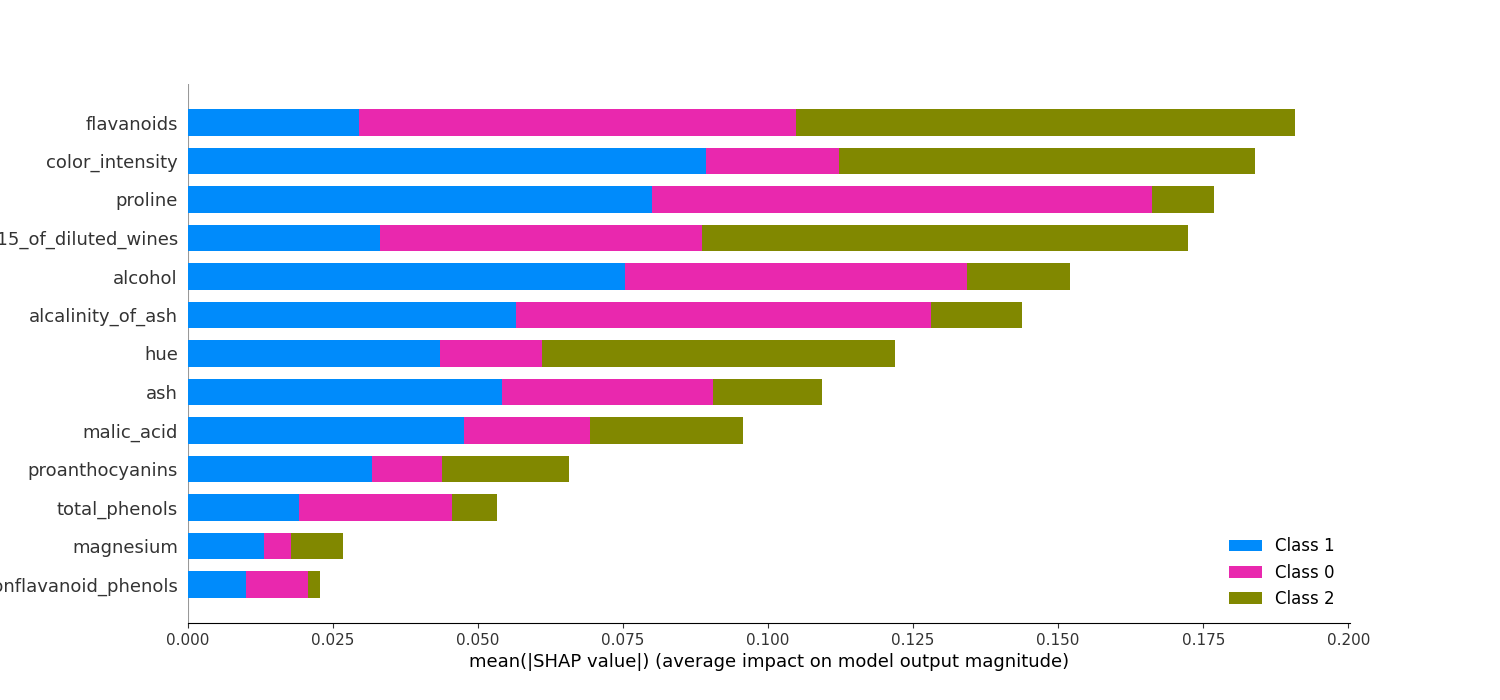 flavanoids
color_intensity
proline
15_of_diluted_wines
alcohol
alcalinity_of_ash
hue
ash
malic_acid
proanthocyanins
total_phenols
magnesium
onflavanoid_phenols
Class 1
Class 0
Class 2
0.000 0.025 0.050 0.075 0.100 0.125 0.150 0.175 0.200
mean(|SHAP value|) (average impact on model output magnitude)